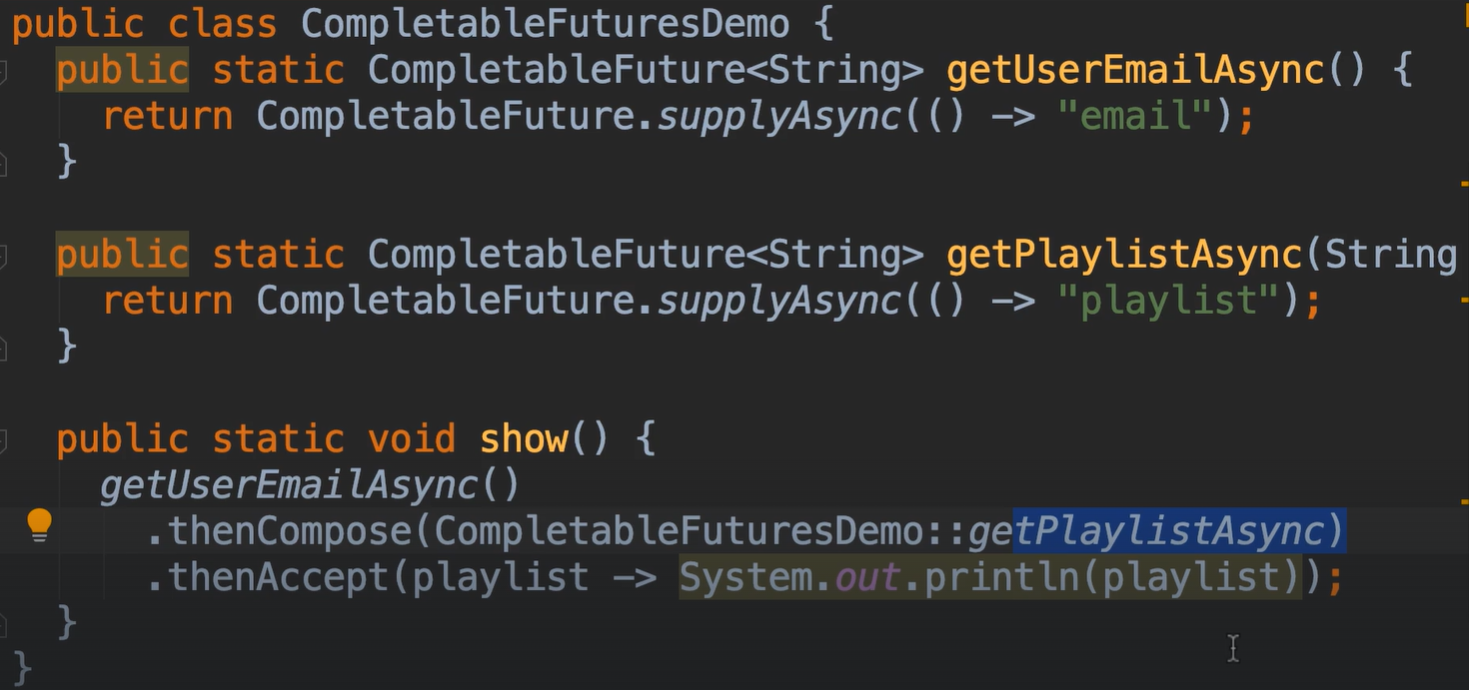 public class CompletableFuturesDemo {
public static CompletableFuture<String> getUserEmailAsync() {
return CompletableFuture.supplyAsync(() -> "email");
}
public static CompletableFuture<String> getPlaylistAsync(String
return CompletableFuture.supplyAsync(() -> "playlist");
}
public static void show() {
getUserEmailAsync()
.thenCompose(CompletableFuturesDemo::getPlaylistAsync)
.thenAccept(playlist -> System.out.println(playlist));
}
}